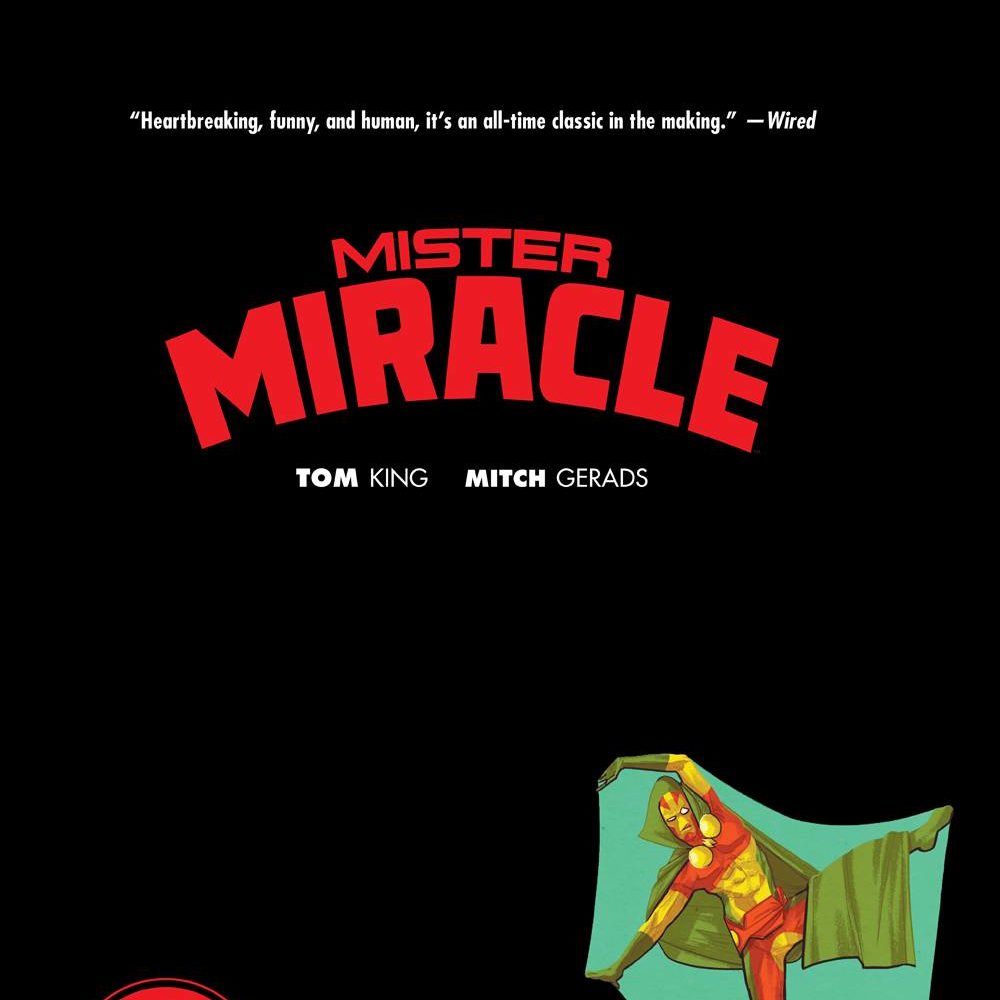 “Heartbreaking, funny, and human, it’s an all-time classic in the making.” —Wired
MISTER
MIRACLE
TOM KING MITCH GERADS